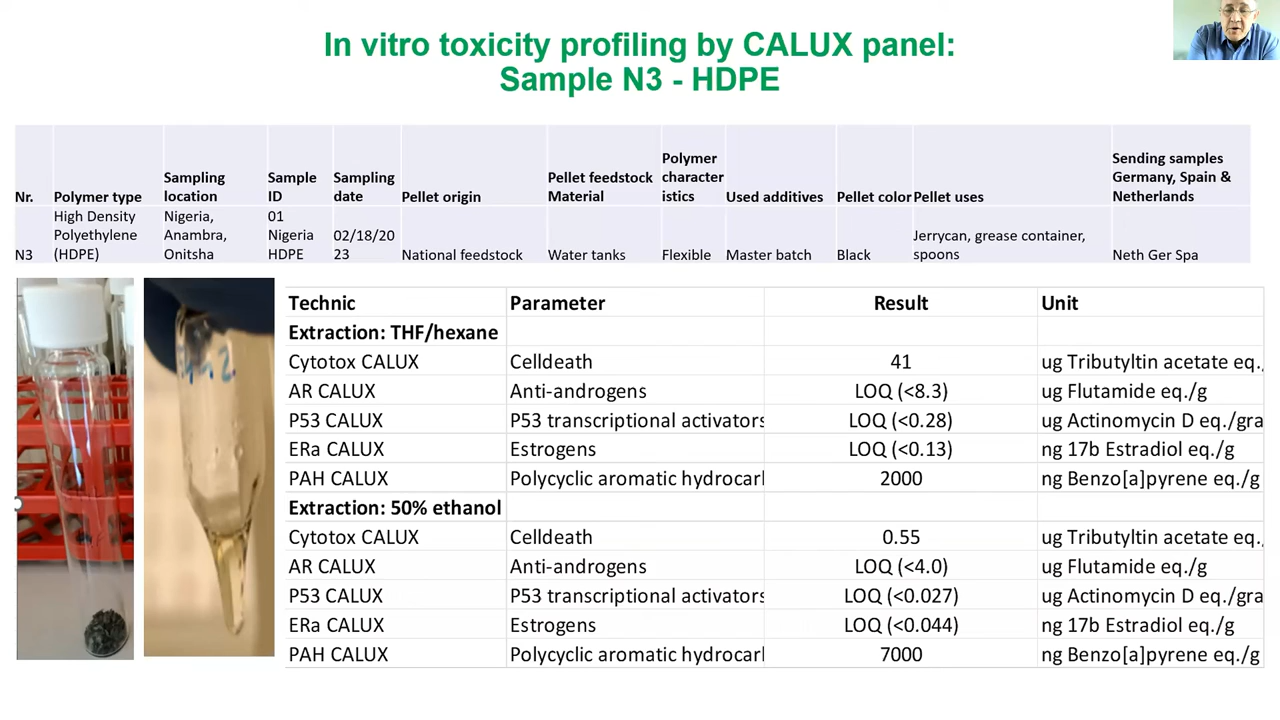 In vitro toxicity profiling by CALUX panel:
Sample N3 - HDPE
Nr. Polymer type Sampling location Sample ID Sampling date Pellet origin Pellet feedstock Material Polymer character istics Used additives Pellet color Pellet uses Sending samples Germany, Spain & Netherlands
N3 High Density Polyethylene (HDPE) Nigeria, Anambra, Onitsha 01 Nigeria HDPE 02/18/20 23 National feedstock Water tanks Flexible Master batch Black Jerrycan, grease container, spoons Neth Ger Spa
Technic Parameter Result Unit
Extraction: THF/hexane
Cytotox CALUX Celldeath 41 ug Tributyltin acetate eq.
AR CALUX Anti-androgens LOQ (<8.3) ug Flutamide eq./g
P53 CALUX P53 transcriptional activators LOQ (<0.28) ug Actinomycin D eq./gra
ERa CALUX Estrogens LOQ (<0.13) ng 17b Estradiol eq./g
PAH CALUX Polycyclic aromatic hydrocarl 2000 ng Benzo[a]pyrene eq./g
Extraction: 50% ethanol
Cytotox CALUX Celldeath 0.55 ug Tributyltin acetate eq.
AR CALUX Anti-androgens LOQ (<4.0) ug Flutamide eq./g
P53 CALUX P53 transcriptional activators LOQ (<0.027) ug Actinomycin D eq./gra
ERa CALUX Estrogens LOQ (<0.044) ng 17b Estradiol eq./g
PAH CALUX Polycyclic aromatic hydrocarl 7000 ng Benzo[a]pyrene eq./g